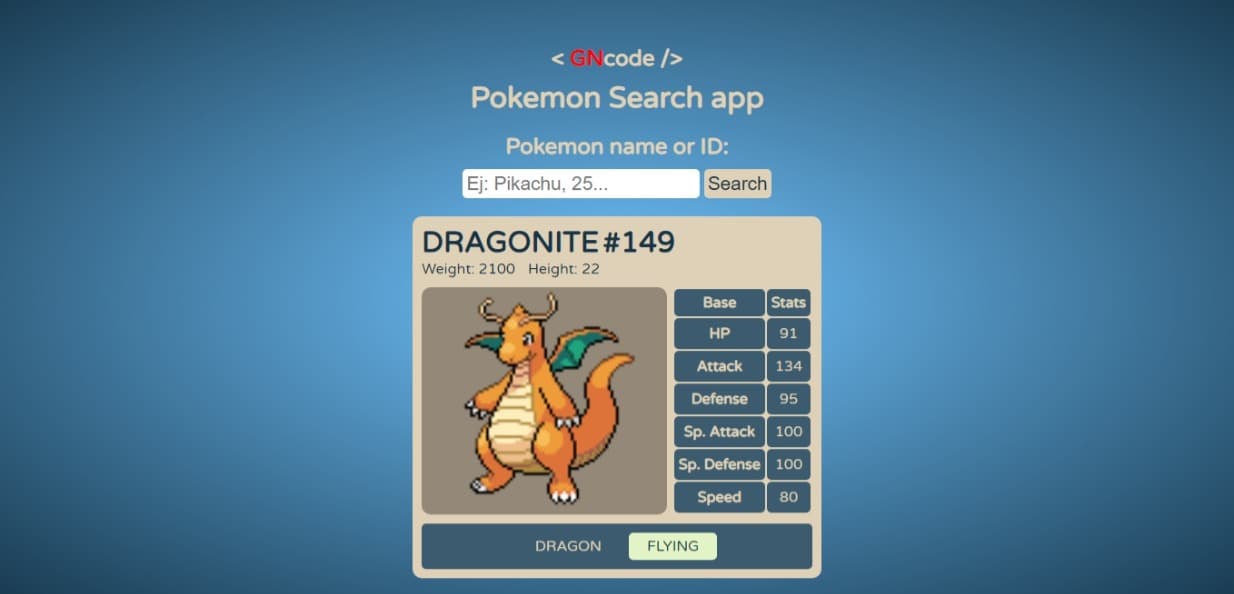 < GNcode />
Pokemon Search app
Pokemon name or ID:
Ej: Pikachu, 25... Search
DRAGONITE #149
Weight: 2100 Height: 22
Base Stats
HP 91
Attack 134
Defense 95
Sp. Attack 100
Sp. Defense 100
Speed 80
DRAGON FLYING